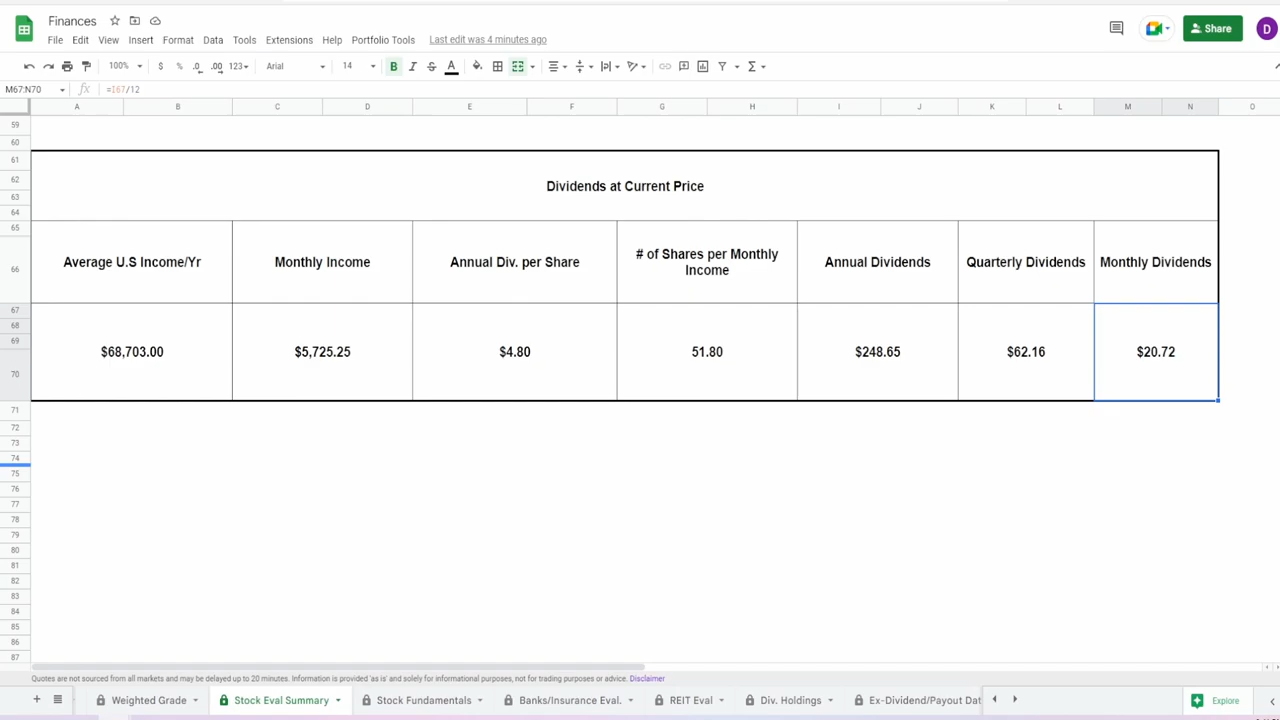 Finances
File Edit View Insert Format Data Tools Extensions Help Portfolio Tools Last edit was 4 minutes ago
Share
D
100% $ % .0 .00 123 Arial 14 B I S A
M67:N70 fx =I67/12
A B C D E F G H I J K L M N O
59
60
61
62
Dividends at Current Price
63
64
65
66
Average U.S Income/Yr Monthly Income Annual Div. per Share # of Shares per Monthly Annual Dividends Quarterly Dividends Monthly Dividends
Income
67
68
69
$68,703.00 $5,725.25 $4.80 51.80 $248.65 $62.16 $20.72
70
71
72
73
74
75
76
77
78
79
80
81
82
83
84
85
86
87
Quotes are not sourced from all markets and may be delayed up to 20 minutes. Information is provided 'as is' and solely for informational purposes, not for trading purposes or advice. Disclaimer
+ Weighted Grade Stock Eval Summary Stock Fundamentals Banks/Insurance Eval. REIT Eval Div. Holdings Ex-Dividend/Payout Dat Explore